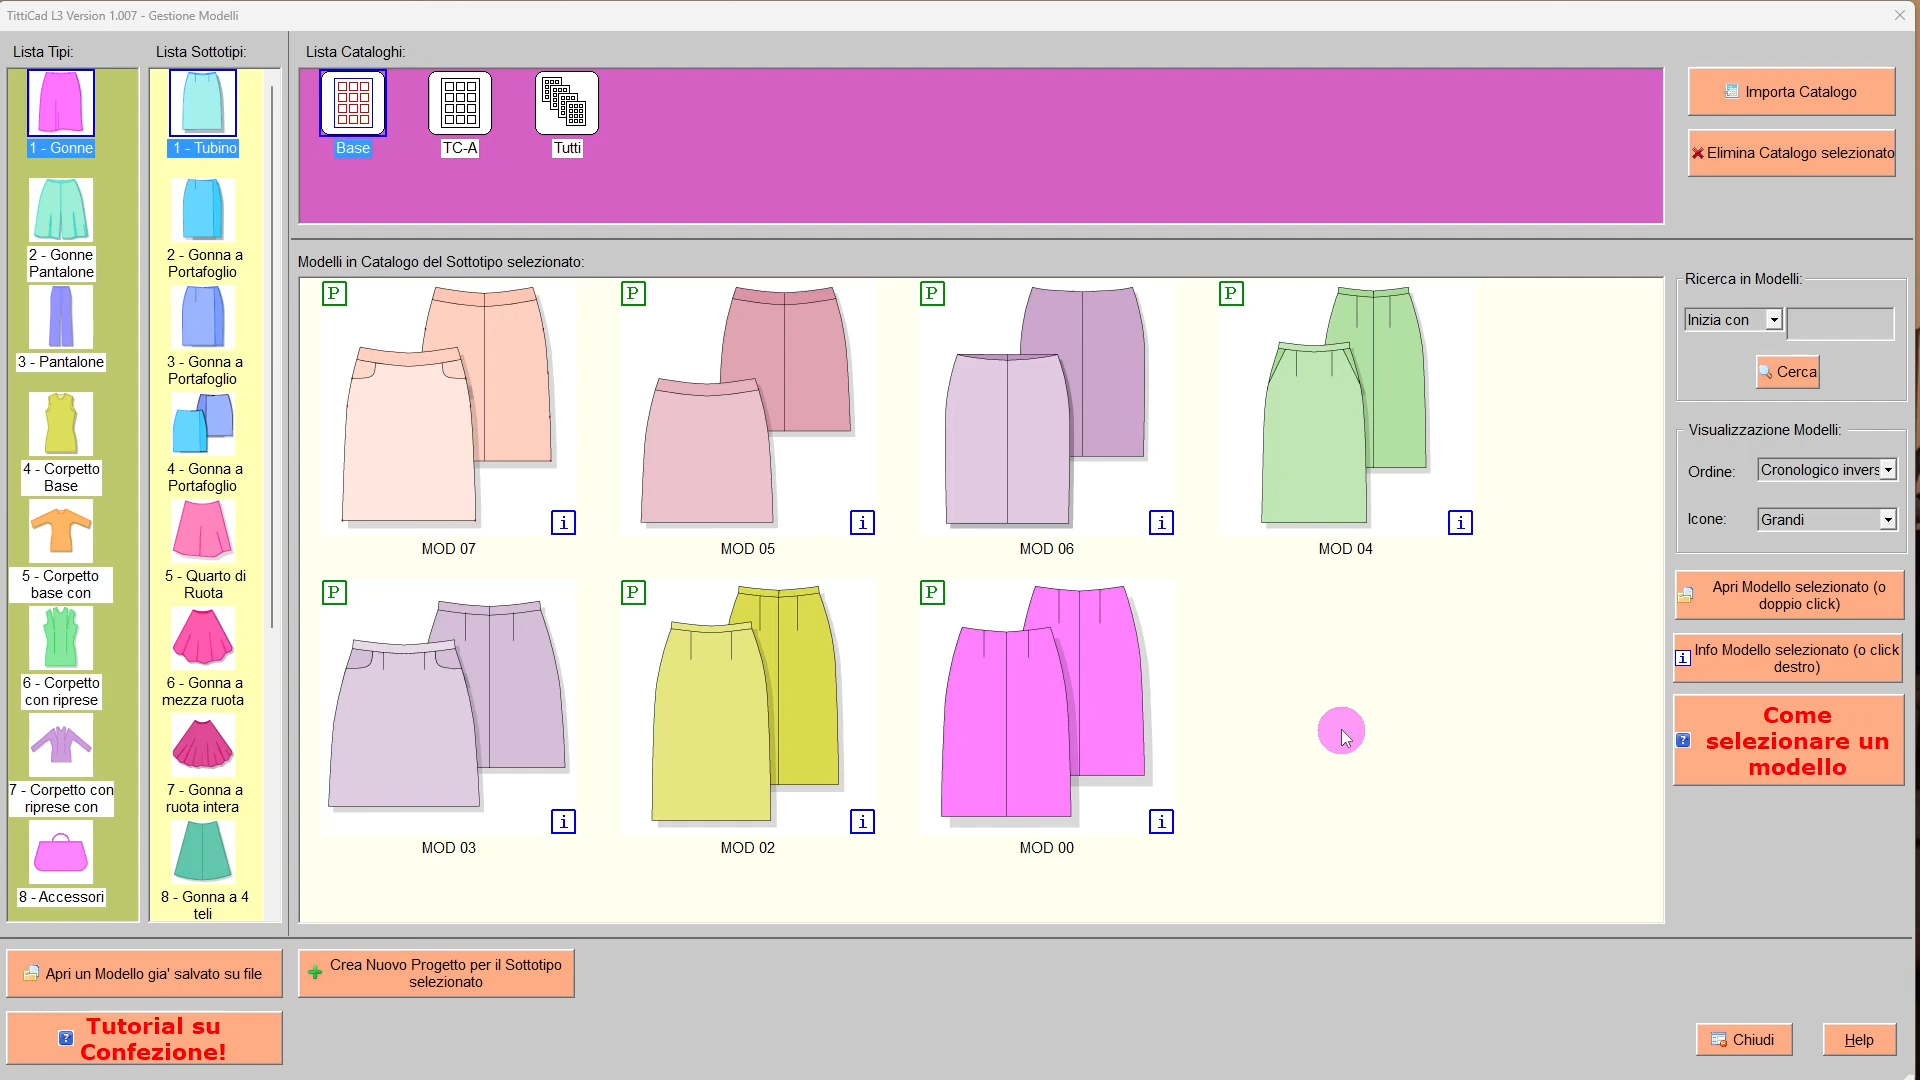 TittiCad L3 Version 1.007 - Gestione Modelli
Lista Tipi:
Lista Sottotipi:
Lista Cataloghi:
1 - Gonne
2 - Gonne
Pantalone
3 - Pantalone
4 - Corpetto
Base
5 - Corpetto
base con
6 - Corpetto
con riprese
7 - Corpetto con
riprese con
8 - Accessori
1 - Tubino
2 - Gonna a
Portafoglio
3 - Gonna a
Portafoglio
4 - Gonna a
Portafoglio
5 - Quarto di
Ruota
6 - Gonna a
mezza ruota
7 - Gonna a
ruota intera
8 - Gonna a 4
teli
Base
TC-A
Tutti
Importa Catalogo
Elimina Catalogo selezionato
Modelli in Catalogo del Sottotipo selezionato:
P
P
P
P
i
i
i
i
MOD 07
MOD 05
MOD 06
MOD 04
P
P
P
i
i
i
MOD 03
MOD 02
MOD 00
Ricerca in Modelli:
Inizia con
Cerca
Visualizzazione Modelli:
Ordine:
Cronologico invers
Icone:
Grandi
Apri Modello selezionato (o
doppio click)
i
Info Modello selezionato (o click
destro)
?
Come
selezionare un
modello
Apri un Modello gia' salvato su file
Crea Nuovo Progetto per il Sottotipo
selezionato
?
Tutorial su
Confezione!
Chiudi
Help